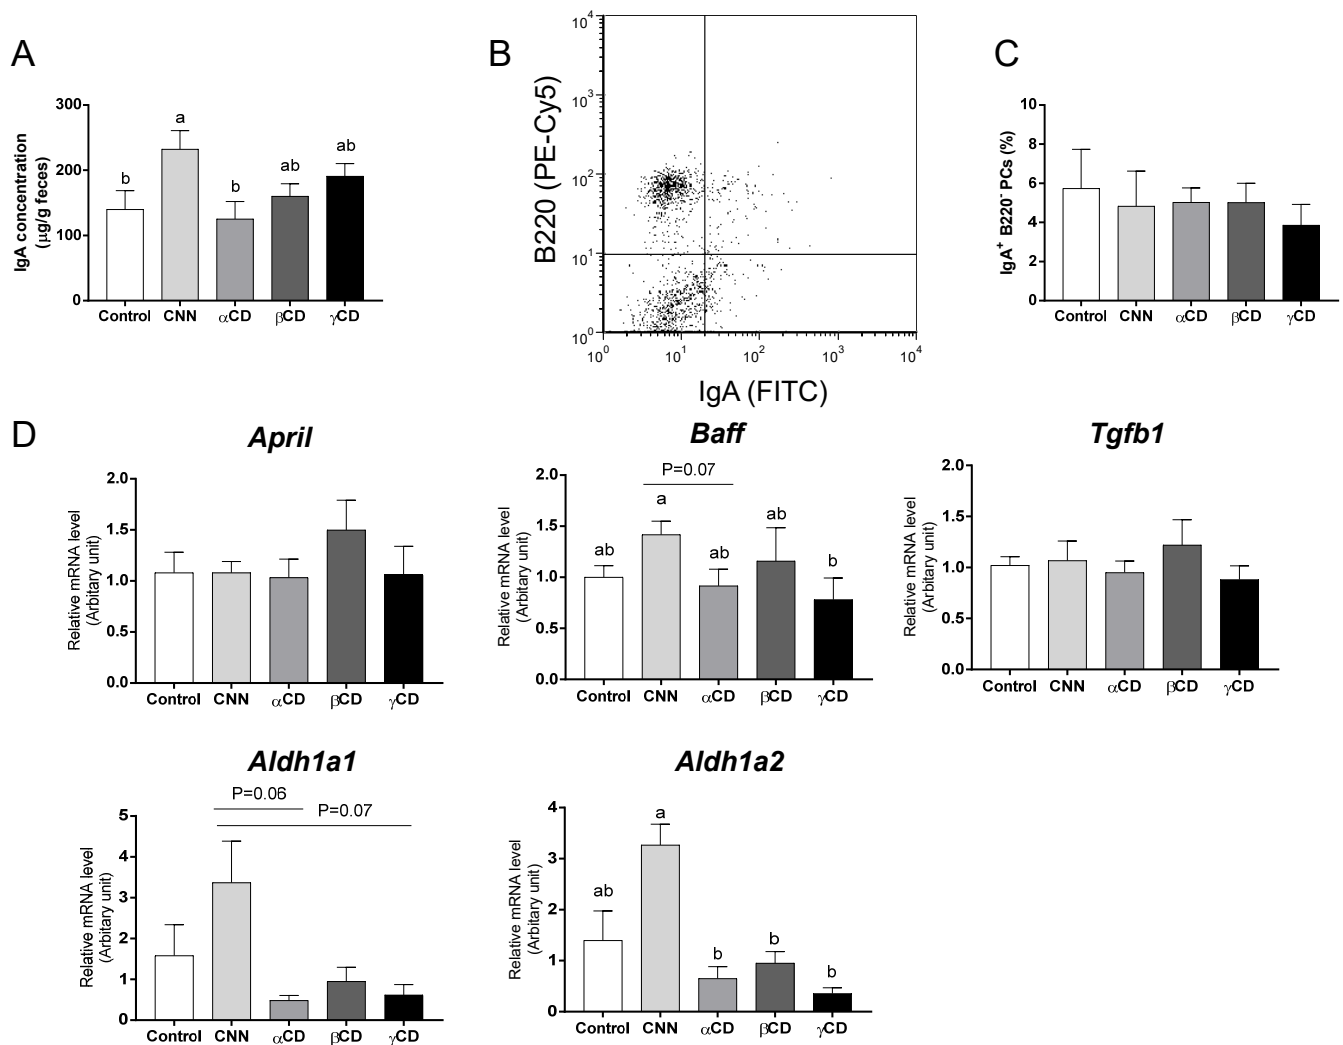 A
IgA concentration
(μg/g feces)
300
200
100
0
b
a
b
ab
ab
Control CNN αCD βCD γCD
B
B220 (PE-Cy5)
10⁴
10³
10²
10¹
10⁰
10⁰ 10¹ 10² 10³ 10⁴
IgA (FITC)
C
IgA⁺ B220⁻ PCs (%)
10
8
6
4
2
0
Control CNN αCD βCD γCD
D
April
Relative mRNA level
(Arbitary unit)
2.0
1.5
1.0
0.5
0.0
Control CNN αCD βCD γCD
Baff
Relative mRNA level
(Arbitary unit)
2.0
1.5
1.0
0.5
0.0
P=0.07
ab
a
ab
ab
b
Control CNN αCD βCD γCD
Tgfb1
Relative mRNA level
(Arbitary unit)
2.0
1.5
1.0
0.5
0.0
Control CNN αCD βCD γCD
Aldh1a1
P=0.06
P=0.07
Relative mRNA level
(Arbitary unit)
5
4
3
2
1
0
Control CNN αCD βCD γCD
Aldh1a2
Relative mRNA level
(Arbitary unit)
4
3
2
1
0
ab
a
b
b
b
Control CNN αCD βCD γCD